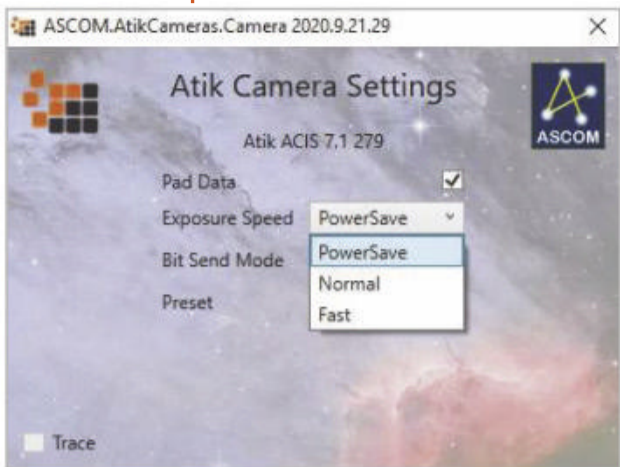 ASCOM.AtikCameras.Camera 2020.9.21.29
Atik Camera Settings
ASCOM
Atik ACIS 7.1 279
Pad Data
Exposure Speed PowerSave
PowerSave
Bit Send Mode
Normal
Preset
Fast
Trace